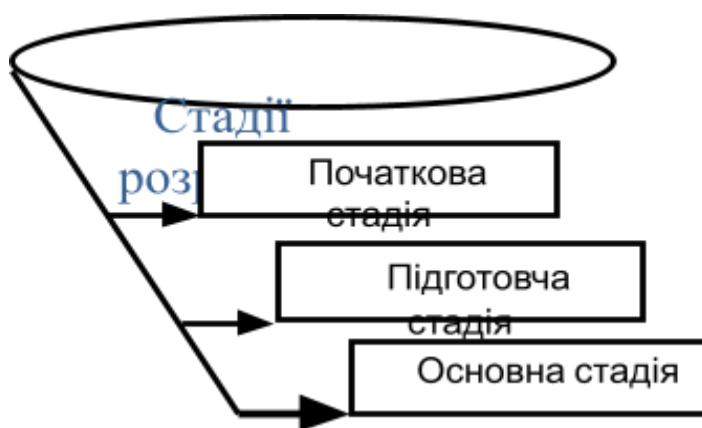 Стадії
Початкова
стадія
Підготовча
стадія
Основна стадія